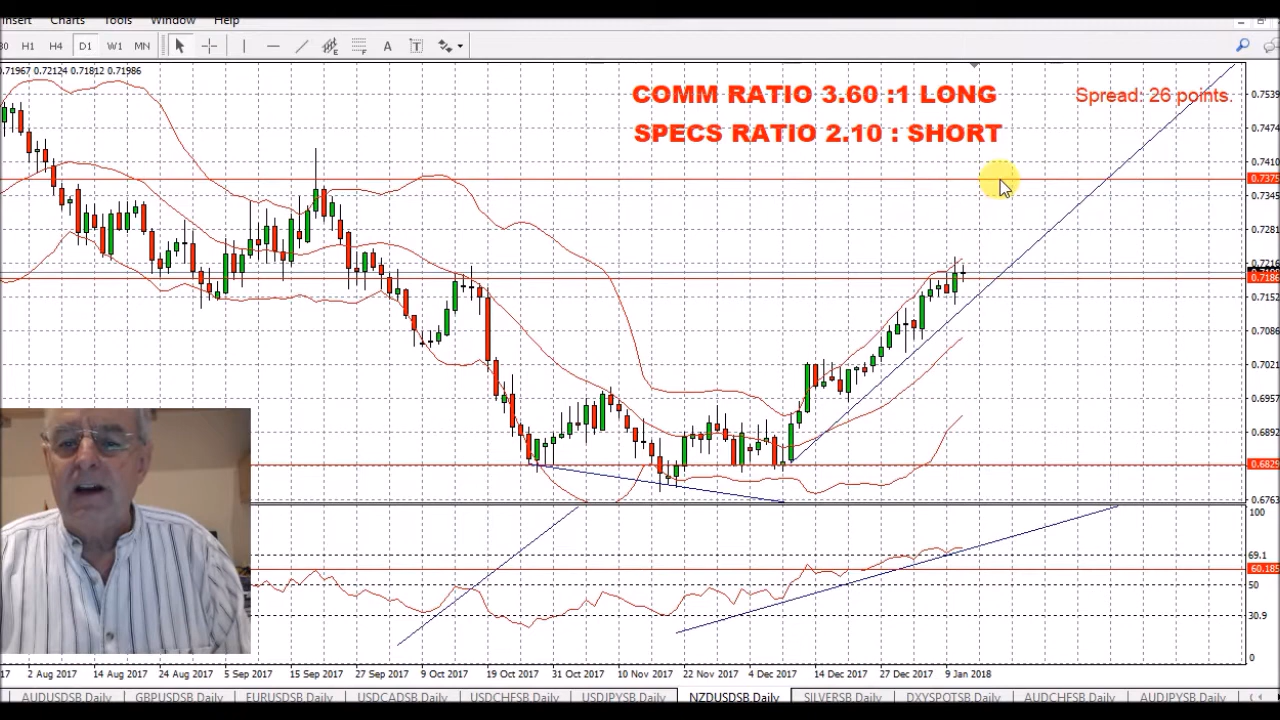 Insert Charts Tools Window Help
30 H1 H4 D1 W1 MN A T
0.71967 0.72124 0.71812 0.71986
COMM RATIO 3.60 :1 LONG
Spread: 26 points.
SPECS RATIO 2.10 : SHORT
0.7539
0.7474
0.7410
0.7375
0.7345
0.7281
0.7216
0.7186
0.7152
0.7086
0.7021
0.6957
0.6892
0.6829
0.6763
100
69.1
60.185
50
30.9
0
2 Aug 2017 14 Aug 2017 24 Aug 2017 5 Sep 2017 15 Sep 2017 27 Sep 2017 9 Oct 2017 19 Oct 2017 31 Oct 2017 10 Nov 2017 22 Nov 2017 4 Dec 2017 14 Dec 2017 27 Dec 2017 9 Jan 2018
AUDUSDSB,Daily GBPUSDSB,Daily EURUSDSB,Daily USDCADSB,Daily USDCHFSB,Daily USDJPYSB,Daily NZDUSDSB,Daily SILVERSB,Daily DXYSPOTSB,Daily AUDCHFSB,Daily AUDJPYSB,Daily